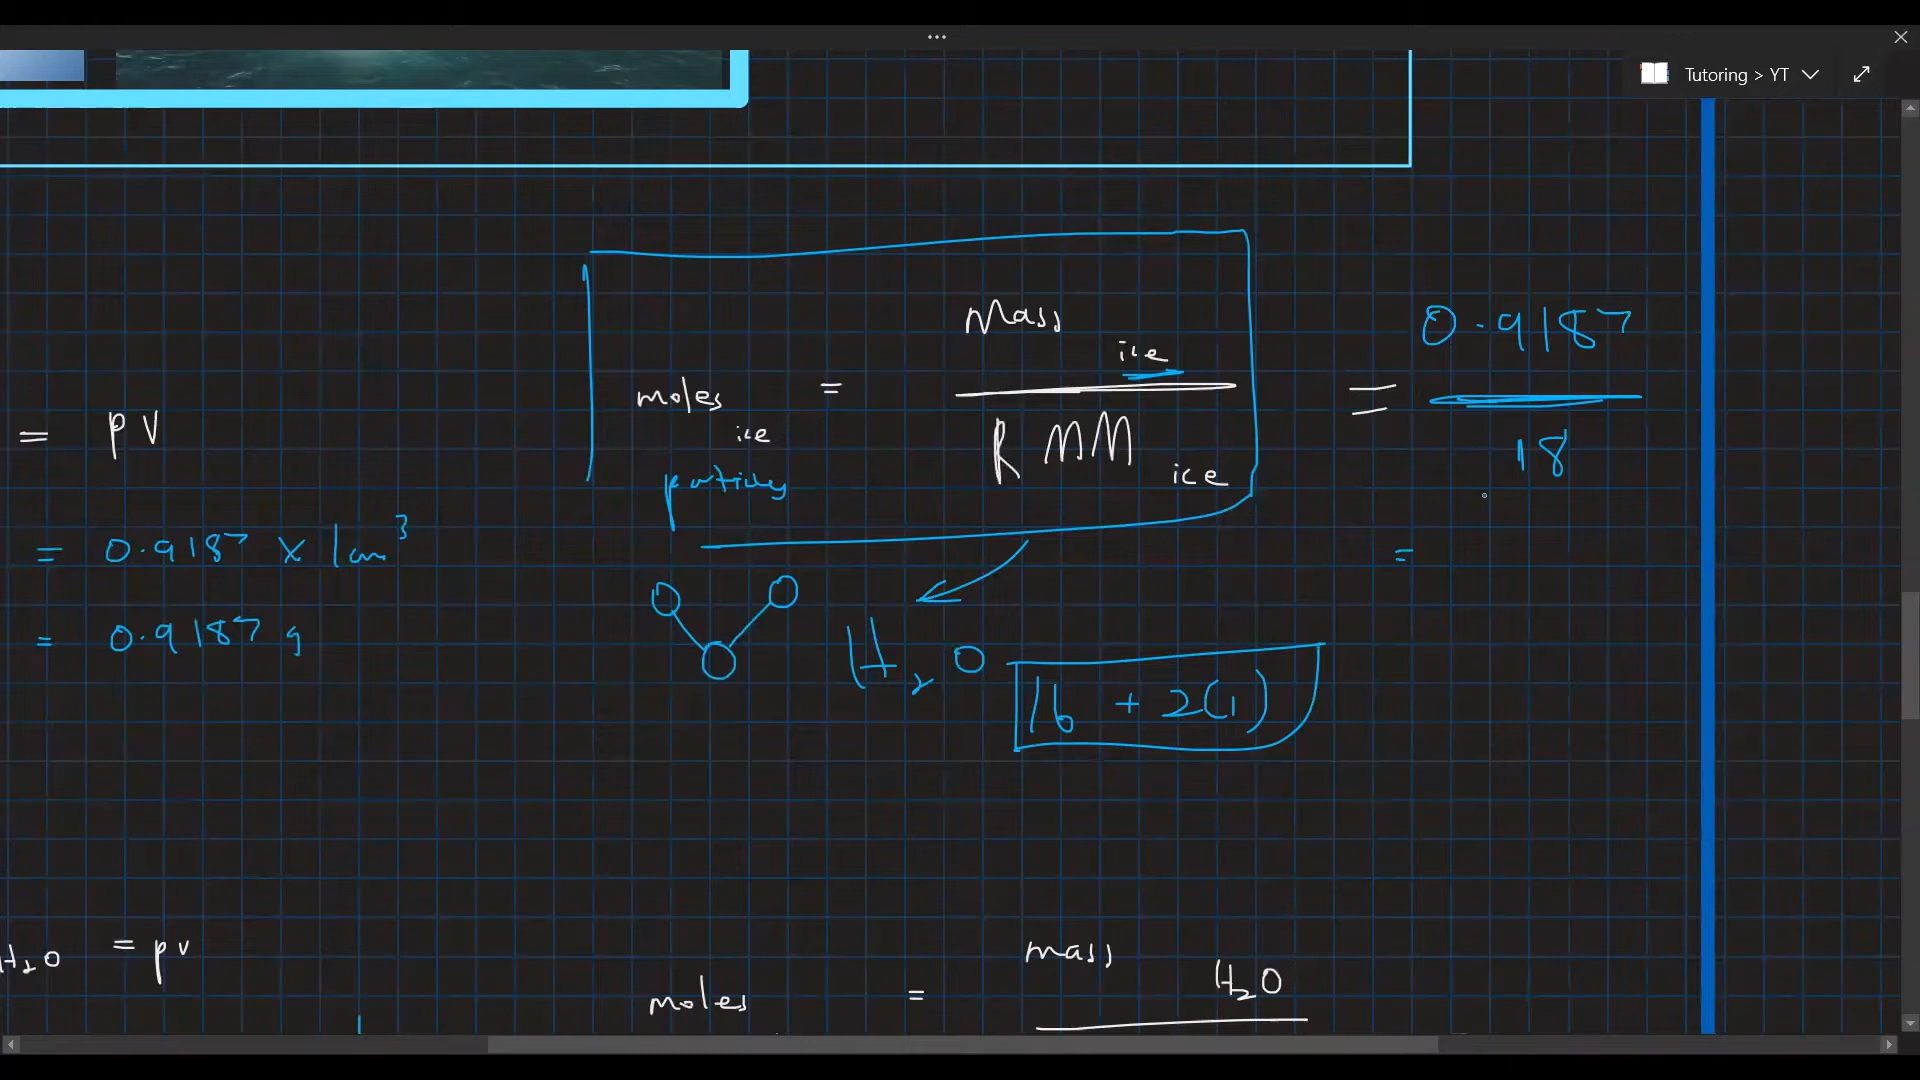 Tutoring > YT
= pV
= 0.9187 x 1cm³
= 0.9187 g
moles ice = Mass ice / RMM ice = 0.9187 / 18
particles
=
H₂O 16 + 2(1)
H₂O = pv
moles = mass H₂O